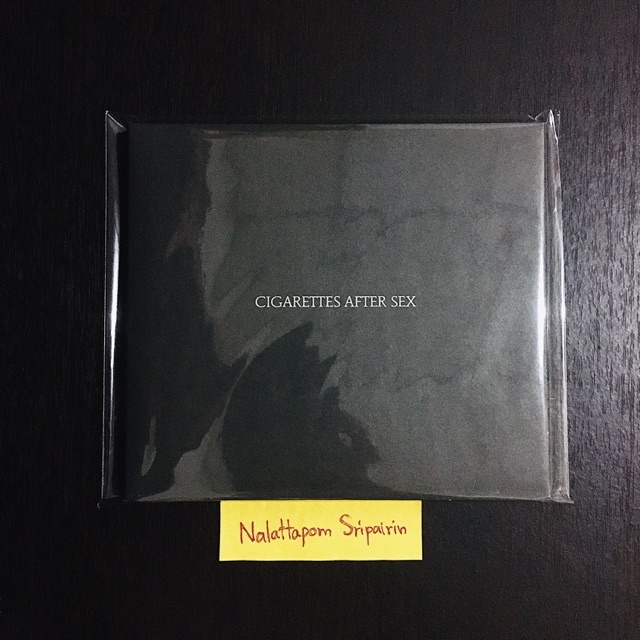 CIGARETTES AFTER SEX
Nalattaporn Sripairin